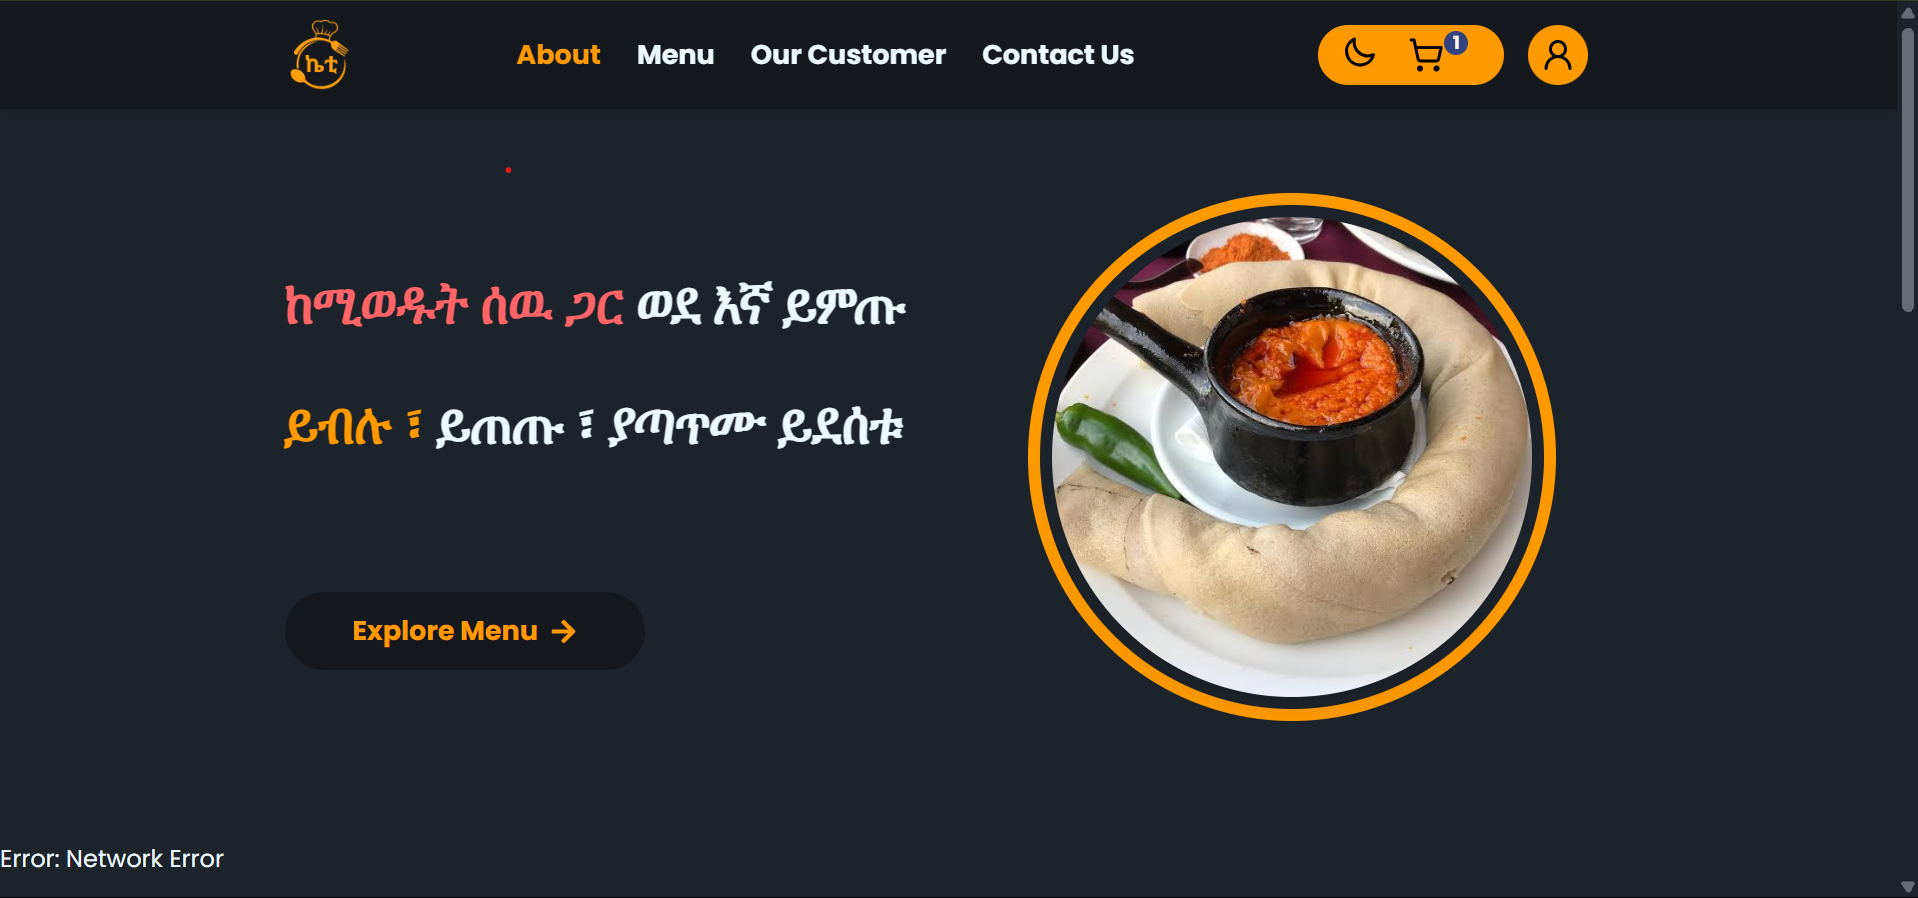 ኬቲ
About Menu Our Customer Contact Us 1
ከሚወዱት ሰዉ ጋር ወደ እኛ ይምጡ
ይብሉ ፣ ይጠጡ ፣ ያጣጥሙ ይደሰቱ
Explore Menu →
Error: Network Error